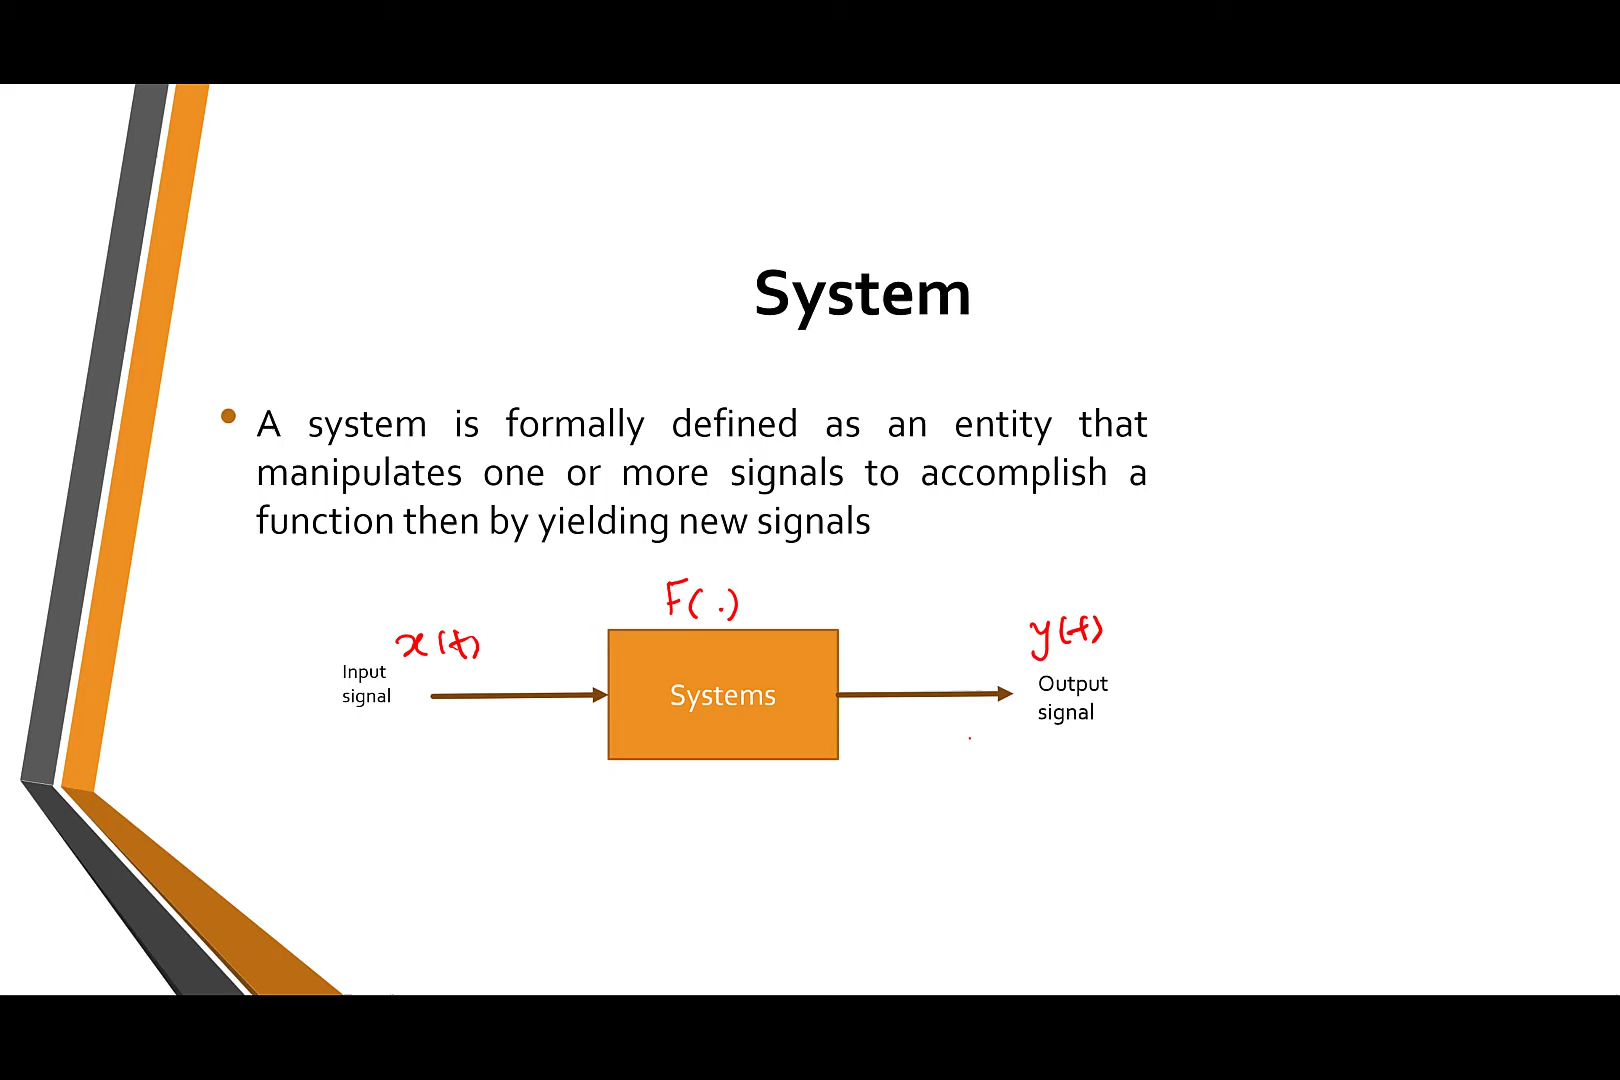 System
• A system is formally defined as an entity that
manipulates one or more signals to accomplish a
function then by yielding new signals
F(.)
x(t)
y(t)
Input
signal
Systems
Output
signal